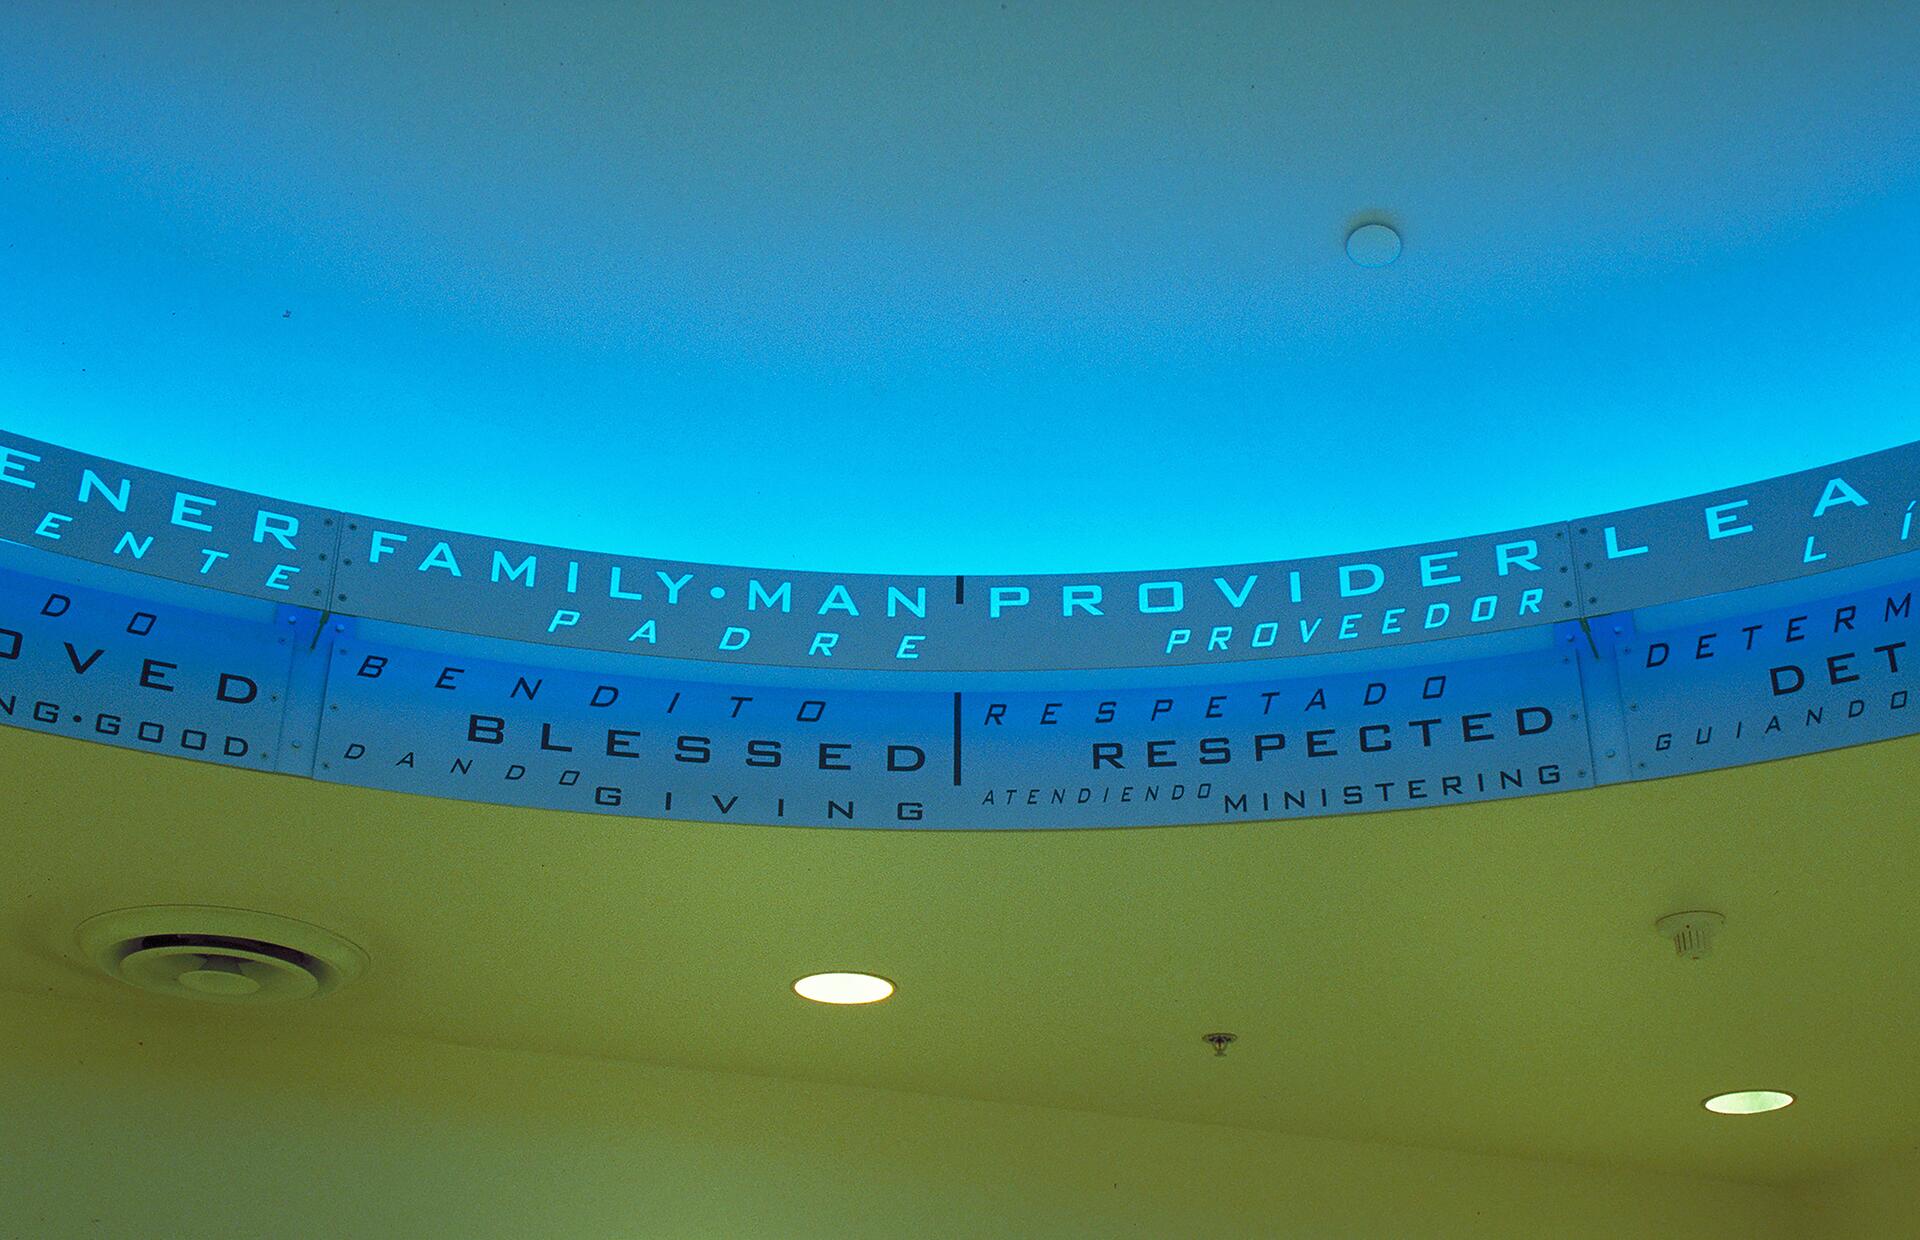 ENER FAMILY•MAN PROVIDER LEA
ENTE PADRE PROVEEDOR LÍ
DO BENDITO RESPETADO DETERM
OVED BLESSED RESPECTED DET
NG•GOOD DANDO GIVING ATENDIENDO MINISTERING GUIANDO